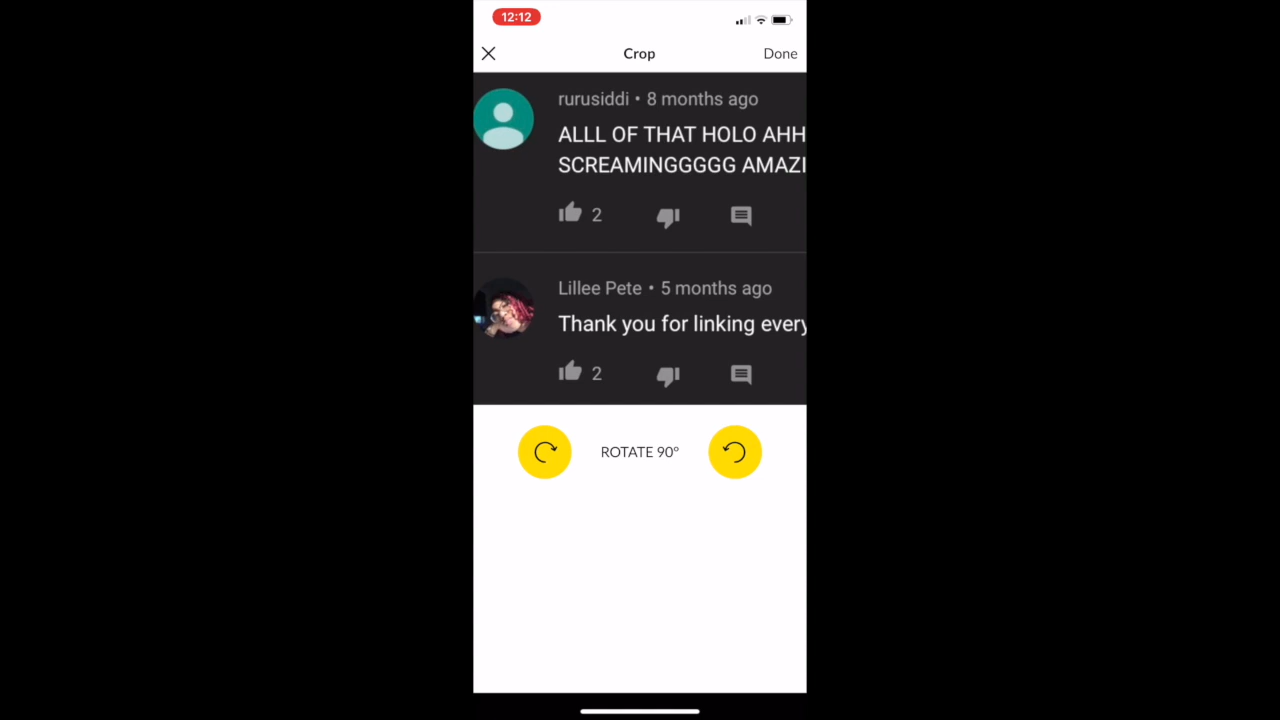 12:12
Crop
Done
rurusiddi • 8 months ago
ALLL OF THAT HOLO AHH
SCREAMINGGGGG AMAZI
2
Lillee Pete • 5 months ago
Thank you for linking every
2
ROTATE 90°